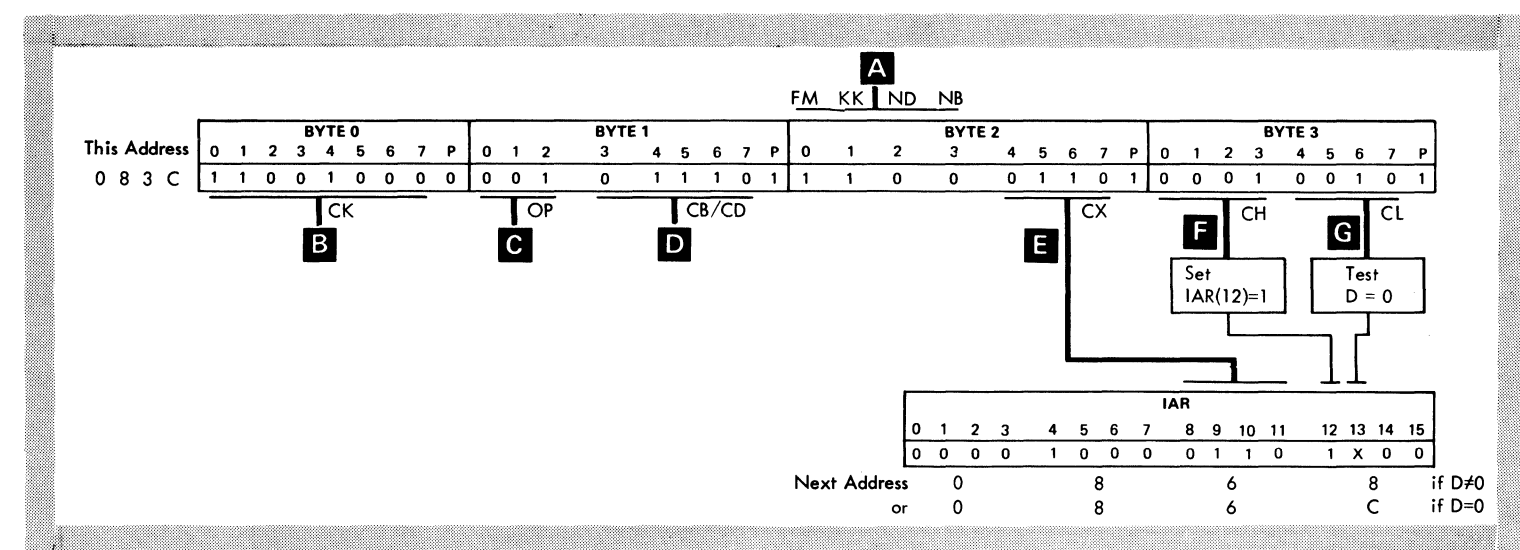 A
FM KK ND NB
BYTE 0 BYTE 1 BYTE 2 BYTE 3
This Address 0 1 2 3 4 5 6 7 P 0 1 2 3 4 5 6 7 P 0 1 2 3 4 5 6 7 P 0 1 2 3 4 5 6 7 P
0 8 3 C 1 1 0 0 1 0 0 0 0 0 0 1 0 1 1 1 0 1 1 1 0 0 0 1 1 0 1 0 0 0 1 0 0 1 0 1
CK OP CB/CD CX CH CL
B C D E F G
Set Test
IAR(12)=1 D = 0
IAR
0 1 2 3 4 5 6 7 8 9 10 11 12 13 14 15
0 0 0 0 1 0 0 0 0 1 1 0 1 X 0 0
Next Address 0 8 6 8 if D≠0
or 0 8 6 C if D=0